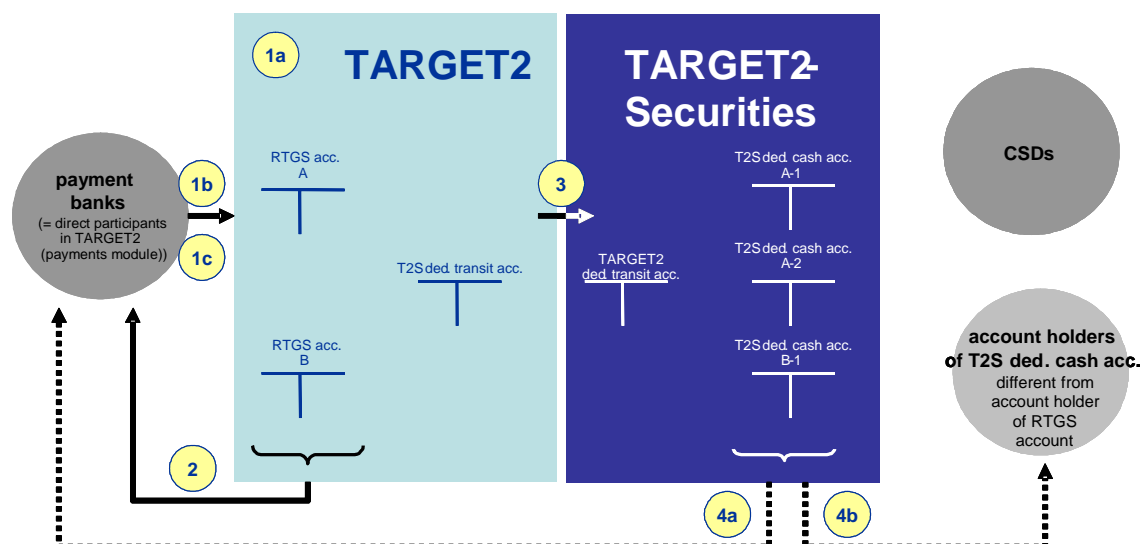 1a
TARGET2
TARGET2-
Securities
payment
banks
(= direct participants
in TARGET2
(payments module))
1b
1c
RTGS acc.
A
3
T2S ded. cash acc.
A-1
CSDs
T2S ded. transit acc.
TARGET2
ded. transit acc.
T2S ded. cash acc.
A-2
RTGS acc.
B
T2S ded. cash acc.
B-1
account holders
of T2S ded. cash acc.
different from
account holder
of RTGS
account
2
4a
4b